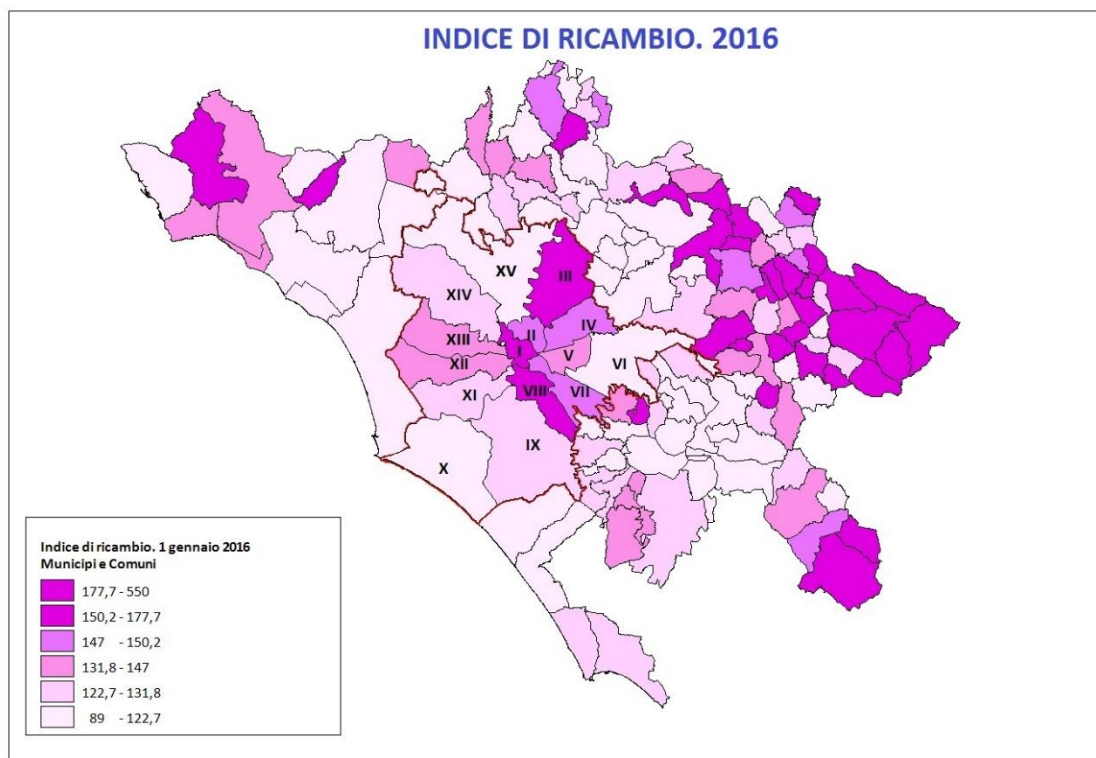 INDICE DI RICAMBIO. 2016
XV
III
XIV
II
IV
XIII
I
V
VI
XII
VIII
VII
XI
IX
X
Indice di ricambio. 1 gennaio 2016
Municipi e Comuni
177,7 - 550
150,2 - 177,7
147 - 150,2
131,8 - 147
122,7 - 131,8
89 - 122,7